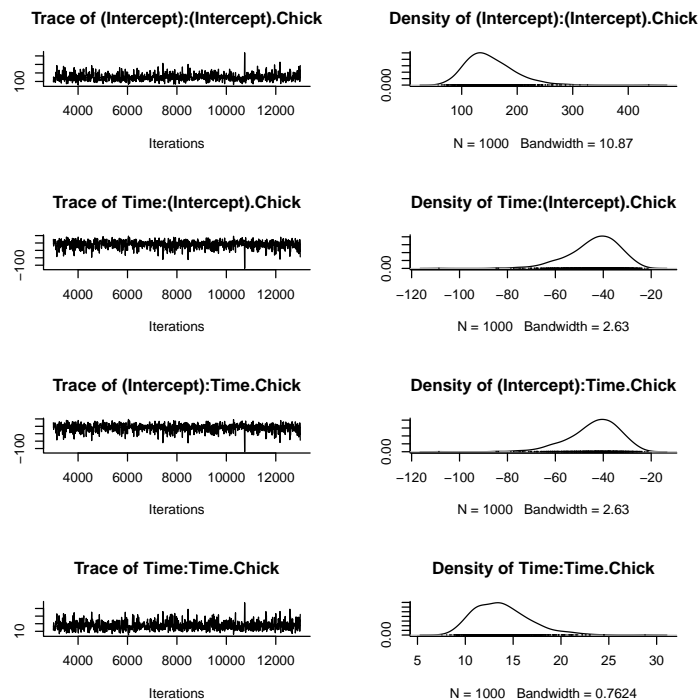 Trace of (Intercept):(Intercept).Chick
100
4000 6000 8000 10000 12000
Iterations
Density of (Intercept):(Intercept).Chick
0.000
100 200 300 400
N = 1000 Bandwidth = 10.87
Trace of Time:(Intercept).Chick
−100
4000 6000 8000 10000 12000
Iterations
Density of Time:(Intercept).Chick
0.00
−120 −100 −80 −60 −40 −20
N = 1000 Bandwidth = 2.63
Trace of (Intercept):Time.Chick
−100
4000 6000 8000 10000 12000
Iterations
Density of (Intercept):Time.Chick
0.00
−120 −100 −80 −60 −40 −20
N = 1000 Bandwidth = 2.63
Trace of Time:Time.Chick
10
4000 6000 8000 10000 12000
Iterations
Density of Time:Time.Chick
0.00
5 10 15 20 25 30
N = 1000 Bandwidth = 0.7624